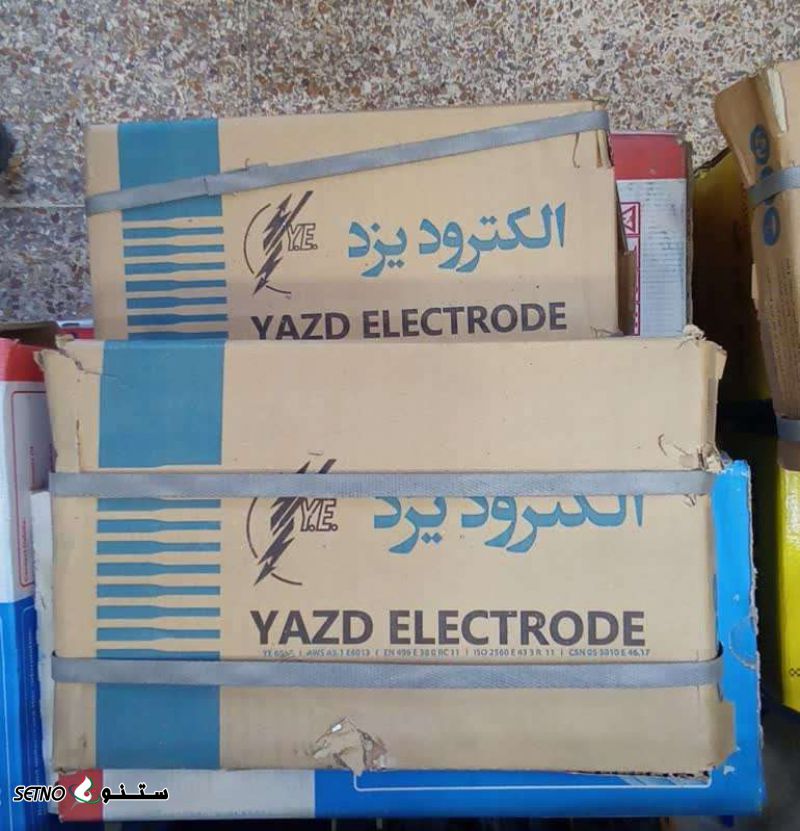 الکترود یزد
Y.E.
YAZD ELECTRODE
الکترود یزد
Y.E.
YAZD ELECTRODE
AWS A5.1 E6013 | EN 499 E 38 0 RC 11 | ISO 2560 E 43 3 R 11 | CSN 05 5010 E 46.17
SETNO ستنو